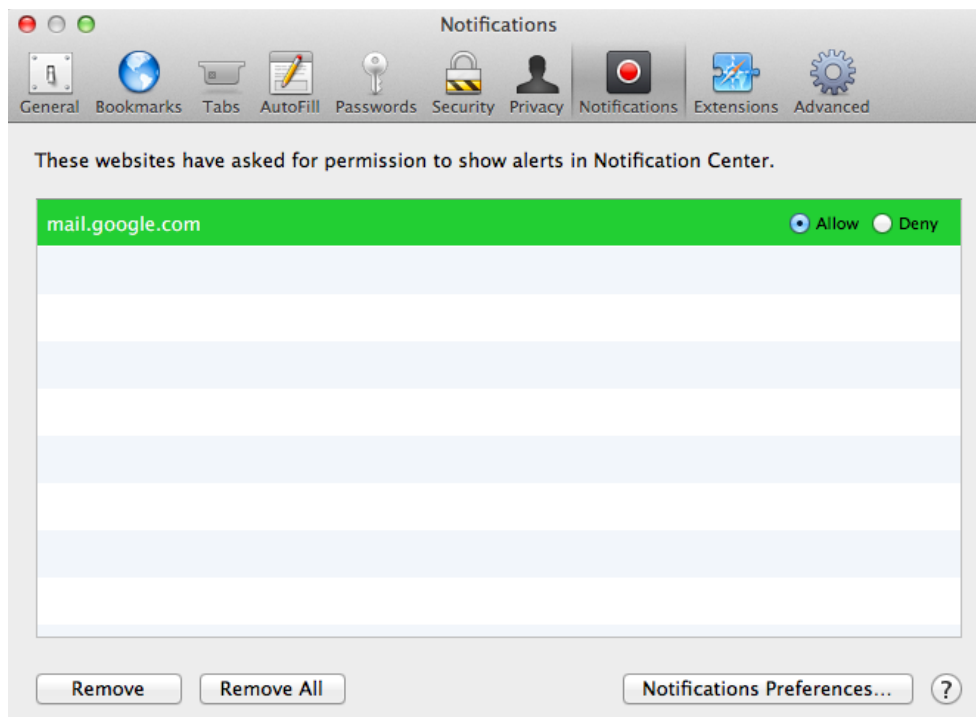 Notifications
General Bookmarks Tabs AutoFill Passwords Security Privacy Notifications Extensions Advanced
These websites have asked for permission to show alerts in Notification Center.
mail.google.com Allow Deny
Remove Remove All Notifications Preferences... ?